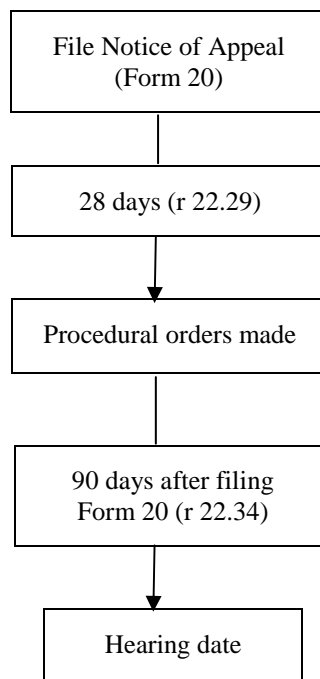 File Notice of Appeal
(Form 20)
28 days (r 22.29)
Procedural orders made
90 days after filing
Form 20 (r 22.34)
Hearing date